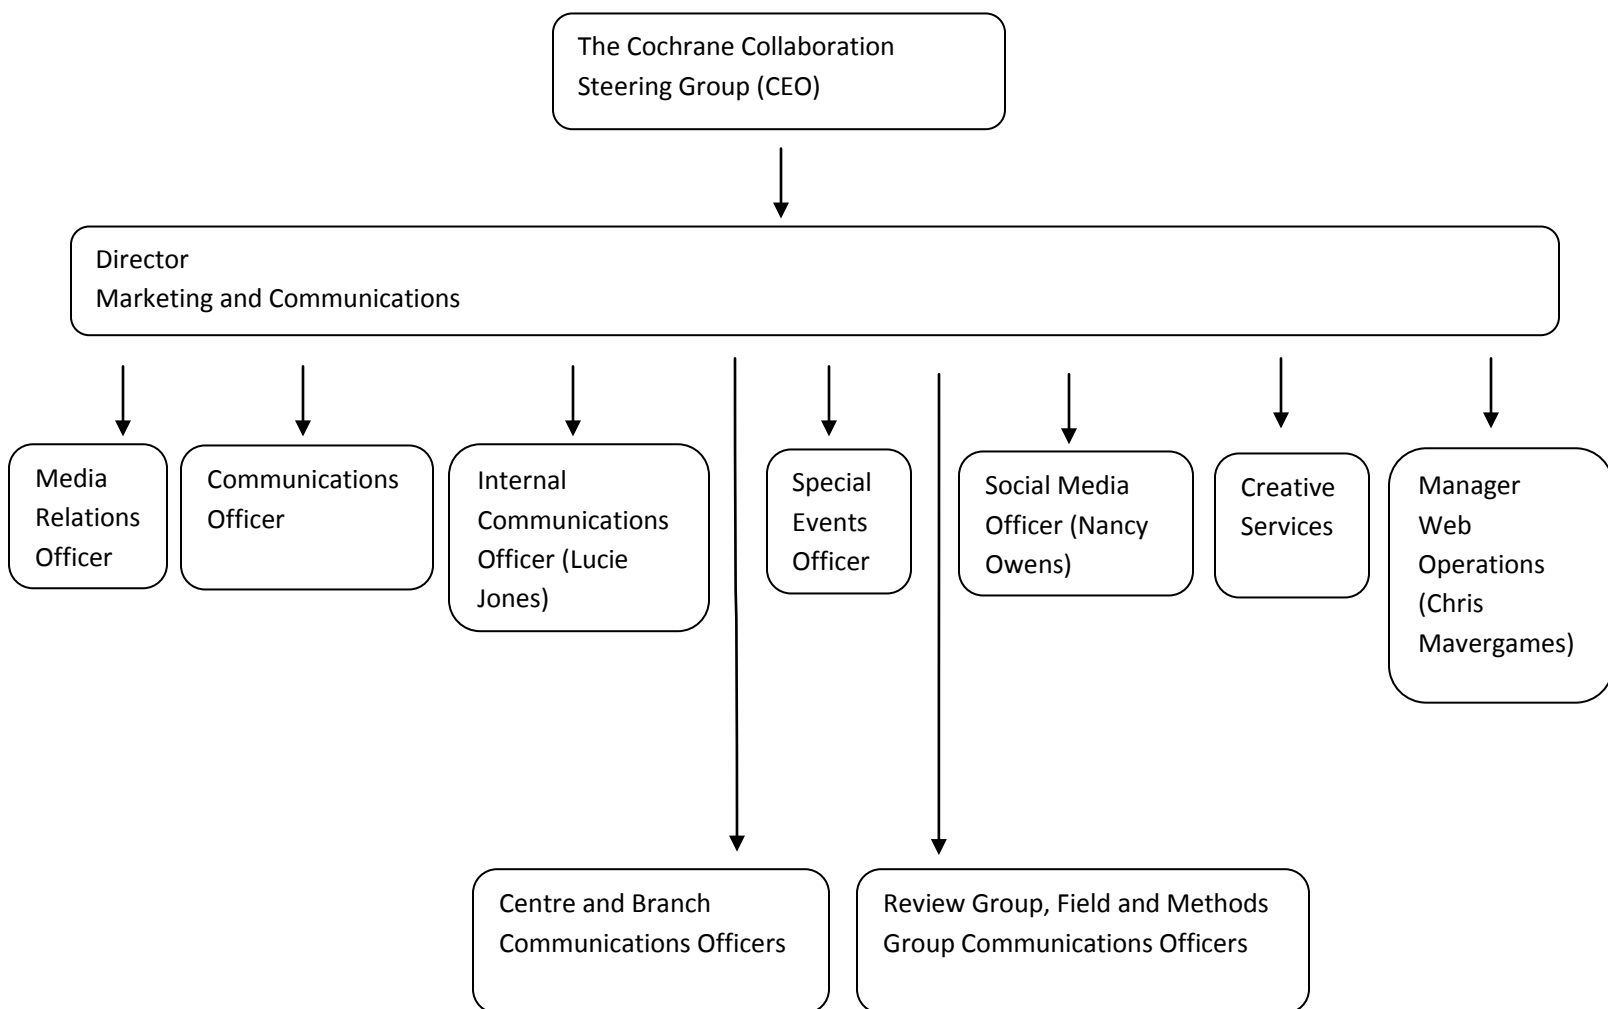 The Cochrane Collaboration
Steering Group (CEO)
Director
Marketing and Communications
Media
Relations
Officer
Communications
Officer
Internal
Communications
Officer (Lucie
Jones)
Special
Events
Officer
Social Media
Officer (Nancy
Owens)
Creative
Services
Manager
Web
Operations
(Chris
Mavergames)
Centre and Branch
Communications Officers
Review Group, Field and Methods
Group Communications Officers